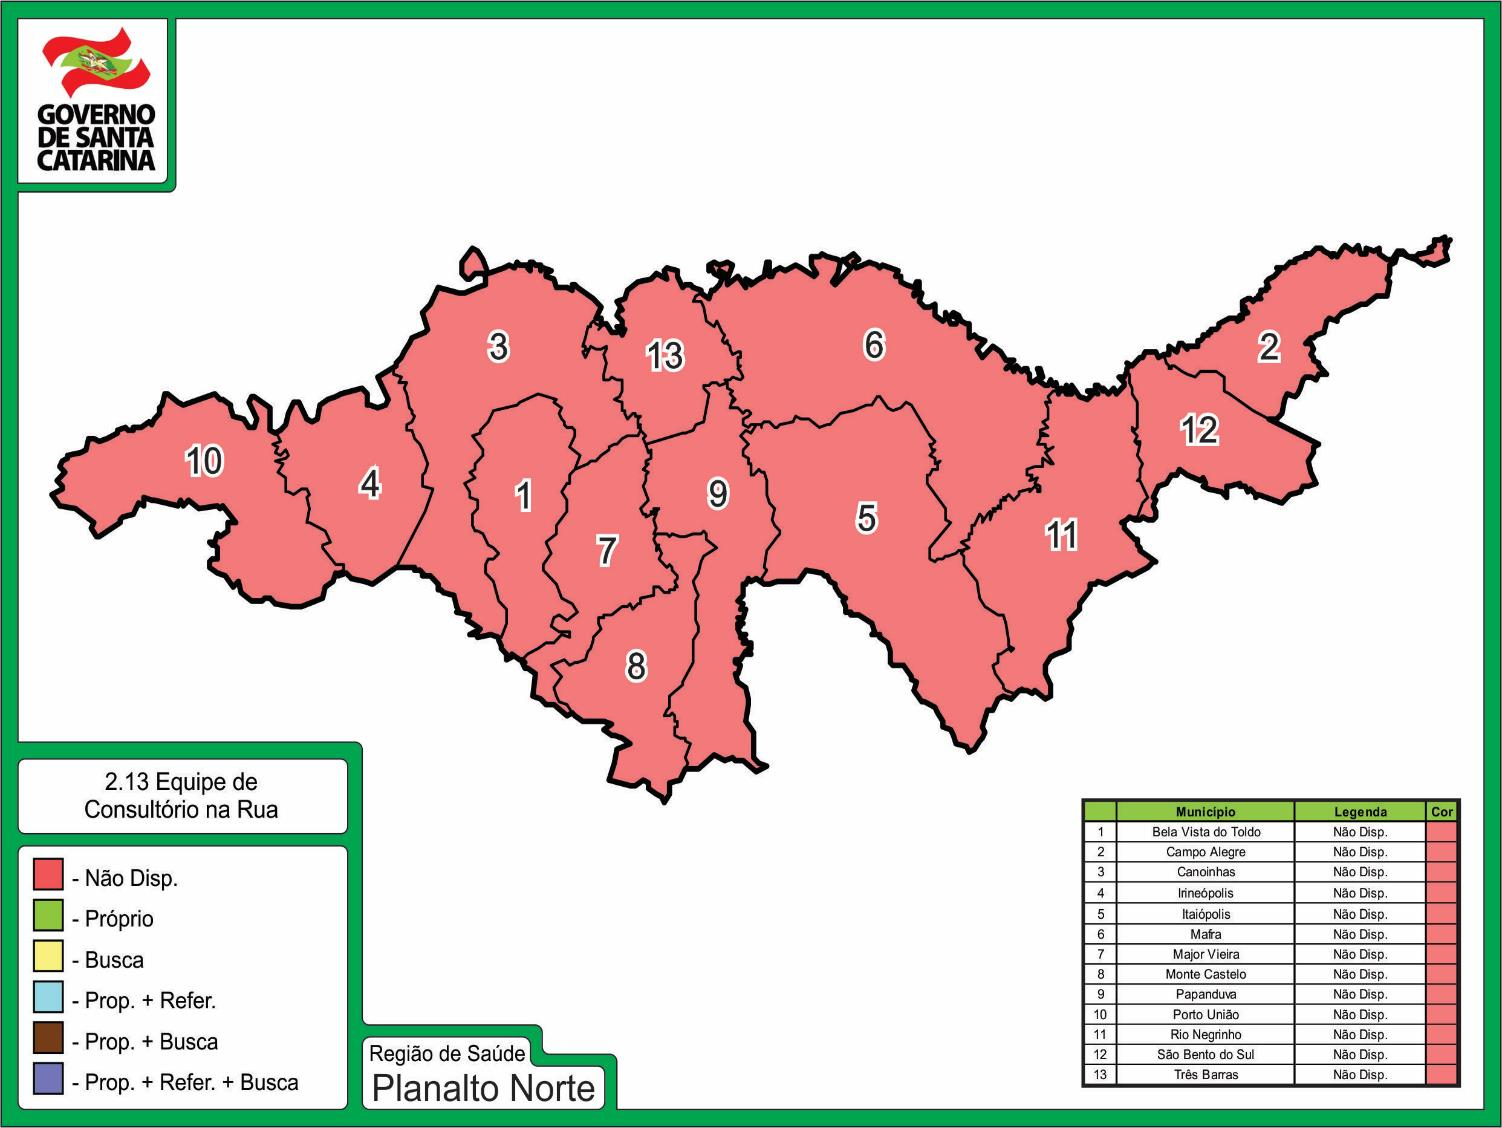 GOVERNO
DE SANTA
CATARINA
3
13
6
2
12
10
4
1
9
5
7
11
8
2.13 Equipe de
Consultório na Rua
- Não Disp.
- Próprio
- Busca
- Prop. + Refer.
- Prop. + Busca
- Prop. + Refer. + Busca
Região de Saúde
Planalto Norte
Município Legenda Cor
1 Bela Vista do Toldo Não Disp.
2 Campo Alegre Não Disp.
3 Canoinhas Não Disp.
4 Irineópolis Não Disp.
5 Itaiópolis Não Disp.
6 Mafra Não Disp.
7 Major Vieira Não Disp.
8 Monte Castelo Não Disp.
9 Papanduva Não Disp.
10 Porto União Não Disp.
11 Rio Negrinho Não Disp.
12 São Bento do Sul Não Disp.
13 Três Barras Não Disp.